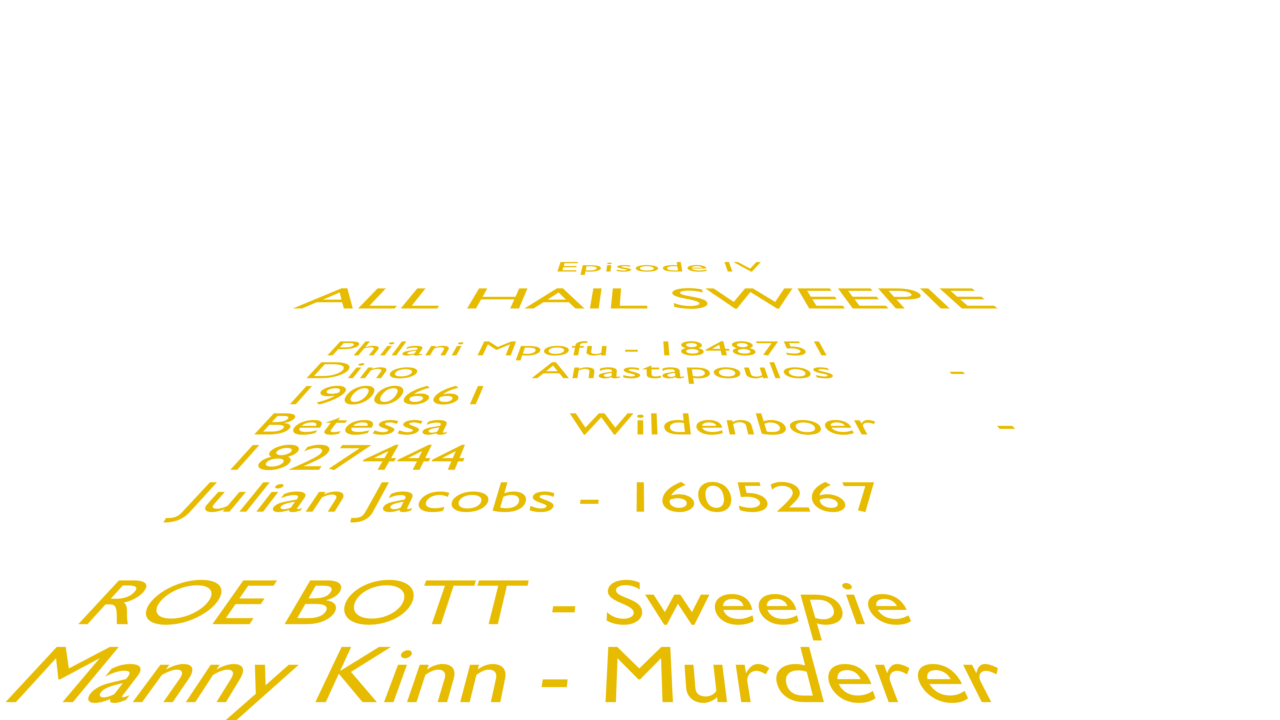 Episode IV
ALL HAIL SWEEPIE
Philani Mpofu - 1848751
Dino Anastapoulos -
1900661
Betessa Wildenboer -
1827444
Julian Jacobs - 1605267
ROE BOTT - Sweepie
Manny Kinn - Murderer